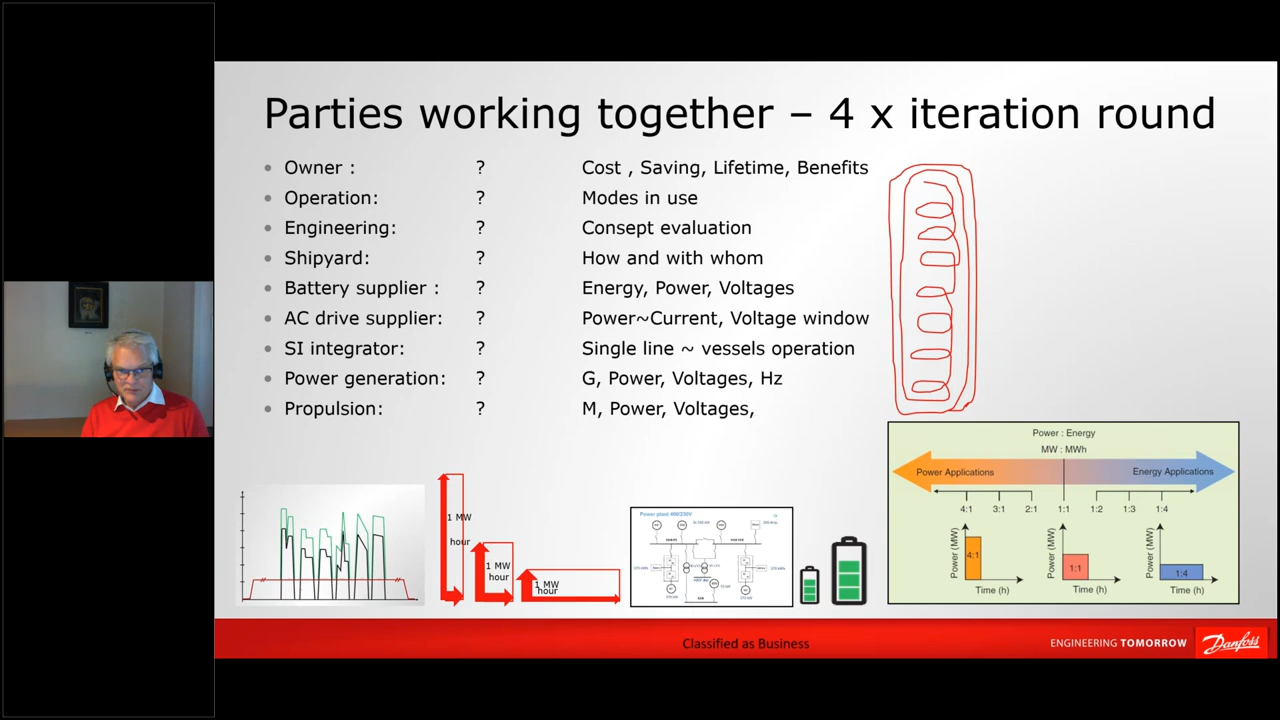 Parties working together – 4 x iteration round
• Owner : ? Cost , Saving, Lifetime, Benefits
• Operation: ? Modes in use
• Engineering: ? Consept evaluation
• Shipyard: ? How and with whom
• Battery supplier : ? Energy, Power, Voltages
• AC drive supplier: ? Power~Current, Voltage window
• SI integrator: ? Single line ~ vessels operation
• Power generation: ? G, Power, Voltages, Hz
• Propulsion: ? M, Power, Voltages,
1 MW
hour
1 MW
hour
1 MW
hour
Power plant 400/230V
Power : Energy
MW : MWh
Power Applications Energy Applications
4:1 3:1 2:1 1:1 1:2 1:3 1:4
Power (MW) 4:1 Time (h)
Power (MW) 1:1 Time (h)
Power (MW) 1:4 Time (h)
Classified as Business
ENGINEERING TOMORROW
Danfoss